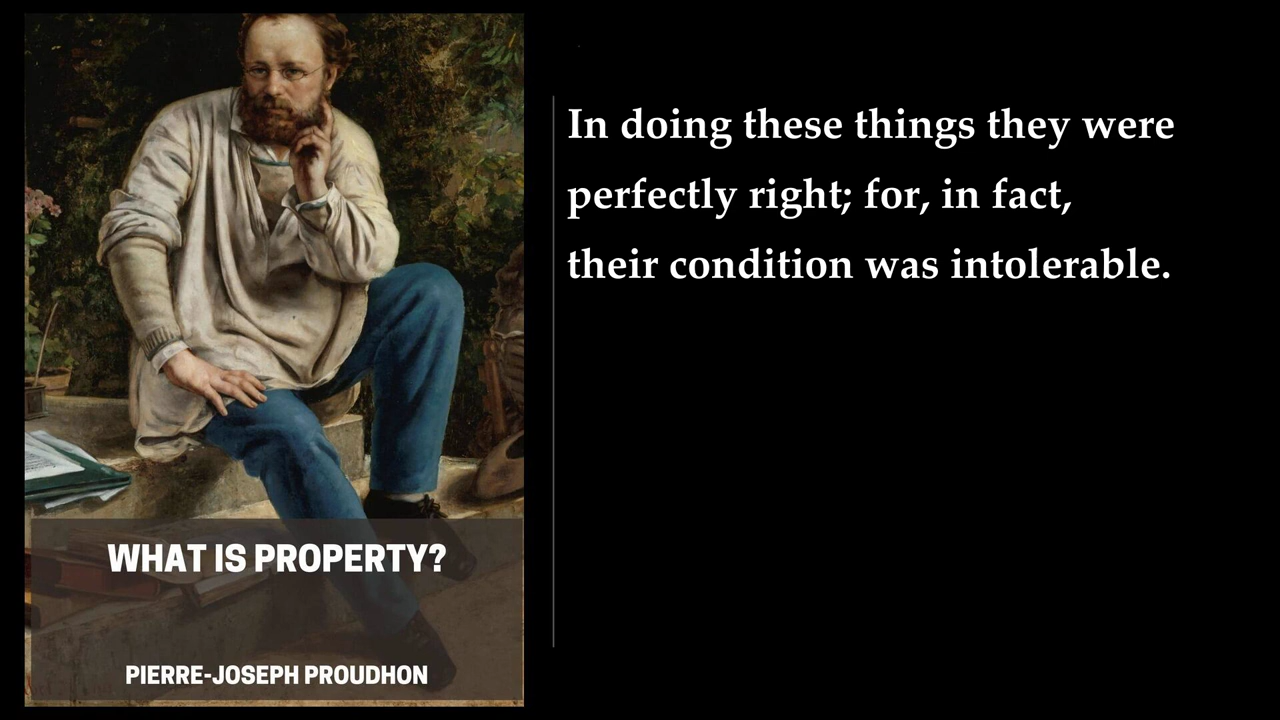 In doing these things they were
perfectly right; for, in fact,
their condition was intolerable.
WHAT IS PROPERTY?
PIERRE-JOSEPH PROUDHON